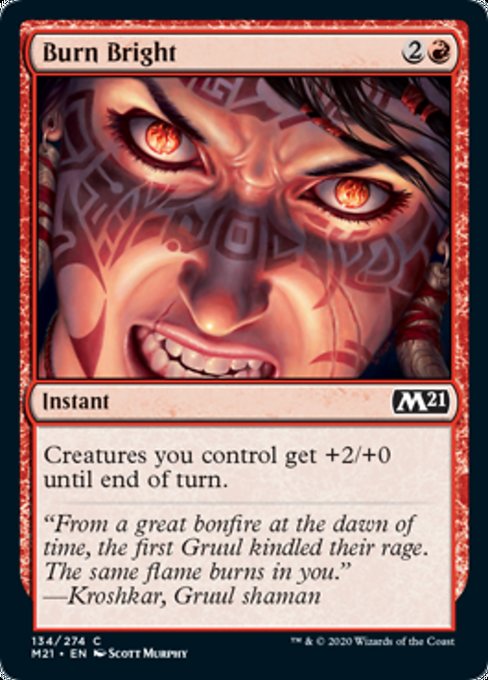 Burn Bright 2
Instant M21
Creatures you control get +2/+0
until end of turn.
“From a great bonfire at the dawn of
time, the first Gruul kindled their rage.
The same flame burns in you.”
—Kroshkar, Gruul shaman
134/274 C
M21 • EN Scott Murphy
™ & © 2020 Wizards of the Coast